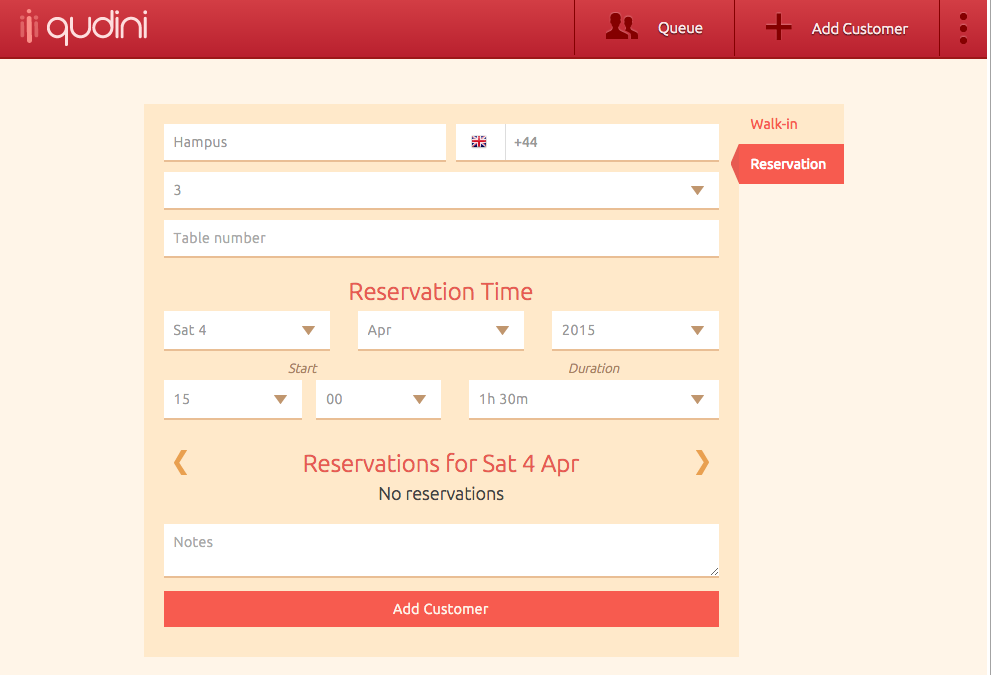 qudini
Queue
Add Customer
Hampus
+44
Walk-in
Reservation
3
Table number
Reservation Time
Sat 4 Apr 2015
Start Duration
15 00 1h 30m
Reservations for Sat 4 Apr
No reservations
Notes
Add Customer